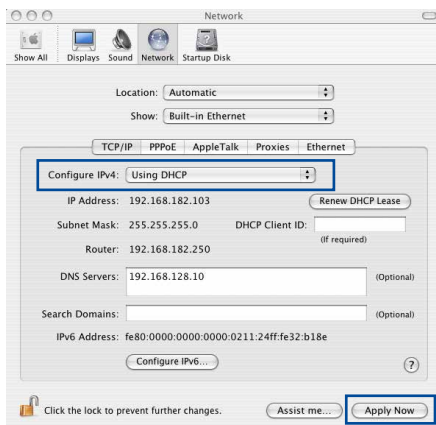 Network
Show All Displays Sound Network Startup Disk
Location: Automatic
Show: Built-in Ethernet
TCP/IP PPPoE AppleTalk Proxies Ethernet
Configure IPv4: Using DHCP
IP Address: 192.168.182.103 Renew DHCP Lease
Subnet Mask: 255.255.255.0 DHCP Client ID:
(If required)
Router: 192.168.182.250
DNS Servers: 192.168.128.10 (Optional)
Search Domains: (Optional)
IPv6 Address: fe80:0000:0000:0000:0211:24ff:fe32:b18e
Configure IPv6... ?
Click the lock to prevent further changes. Assist me... Apply Now